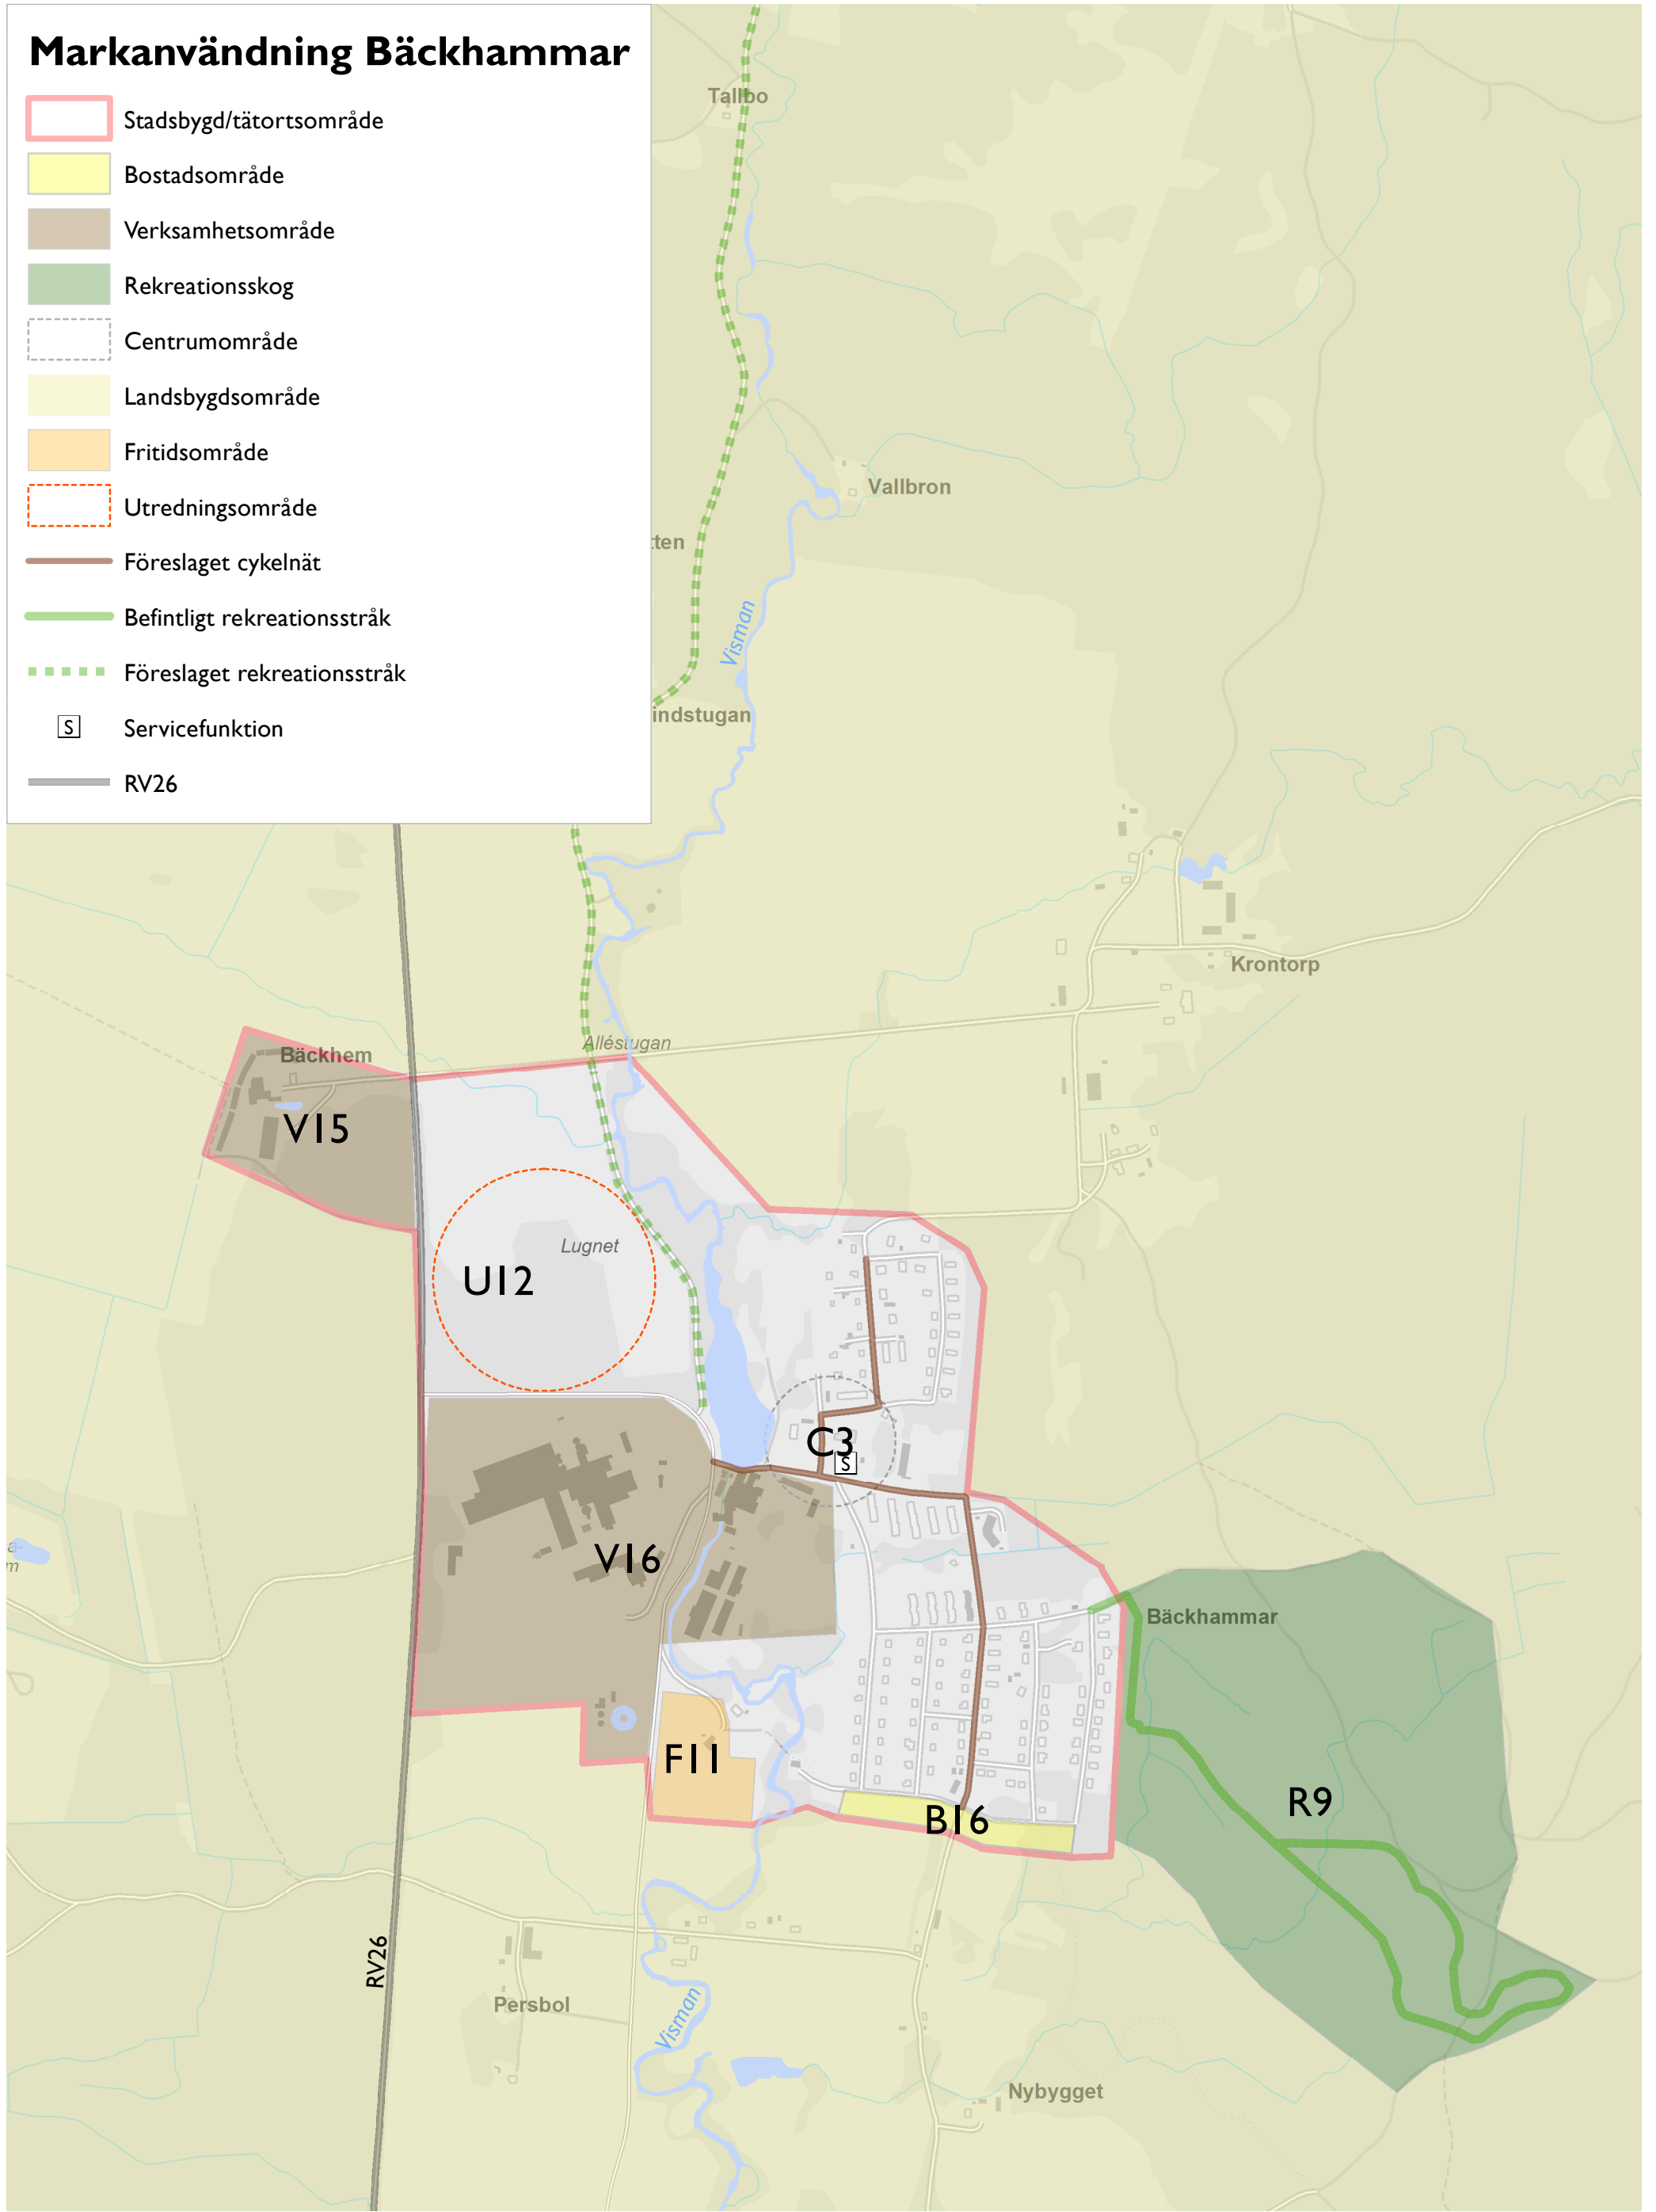 Markanvändning Bäckhammar
Stadsbygd/tätortsområde
Bostadsområde
Verksamhetsområde
Rekreationsskog
Centrumområde
Landsbygdsområde
Fritidsområde
Utredningsområde
Föreslaget cykelnät
Befintligt rekreationsstråk
Föreslaget rekreationsstråk
S Servicefunktion
RV26
Tallbo
Vallbron
tten
Visman
indstugan
Krontorp
Alléstugan
Bäckhem
V15
Lugnet
U12
C3
S
V16
a-
m
Bäckhammar
F11
R9
B16
RV26
Persbol
Visman
Nybygget